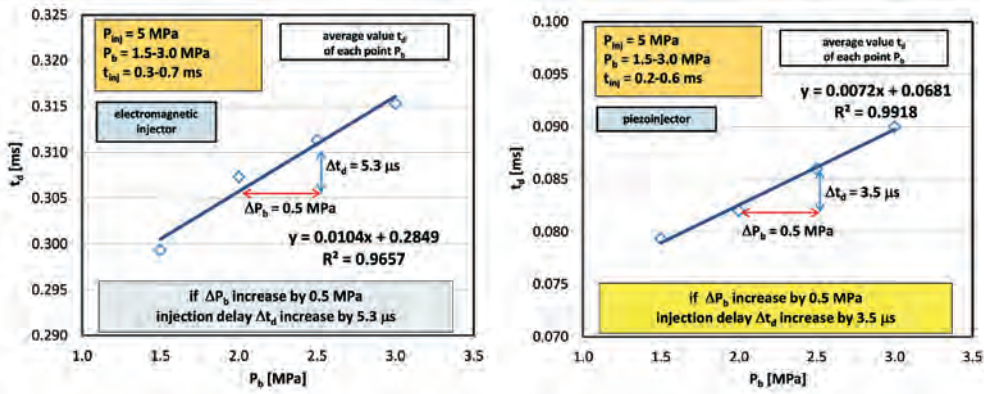 0.325
0.320
0.315
0.310
0.305
0.300
0.295
0.290
t_d [ms]
P_inj = 5 MPa
P_b = 1.5-3.0 MPa
t_inj = 0.3-0.7 ms
average value t_d
of each point P_b
electromagnetic
injector
Δt_d = 5.3 µs
ΔP_b = 0.5 MPa
y = 0.0104x + 0.2849
R² = 0.9657
if ΔP_b increase by 0.5 MPa
injection delay Δt_d increase by 5.3 µs
1.0 1.5 2.0 2.5 3.0 3.5
P_b [MPa]
0.100
0.095
0.090
0.085
0.080
0.075
0.070
t_d [ms]
P_inj = 5 MPa
P_b = 1.5-3.0 MPa
t_inj = 0.2-0.6 ms
average value t_d
of each point P_b
y = 0.0072x + 0.0681
R² = 0.9918
piezoinjector
Δt_d = 3.5 µs
ΔP_b = 0.5 MPa
if ΔP_b increase by 0.5 MPa
injection delay Δt_d increase by 3.5 µs
1.0 1.5 2.0 2.5 3.0 3.5
P_b [MPa]